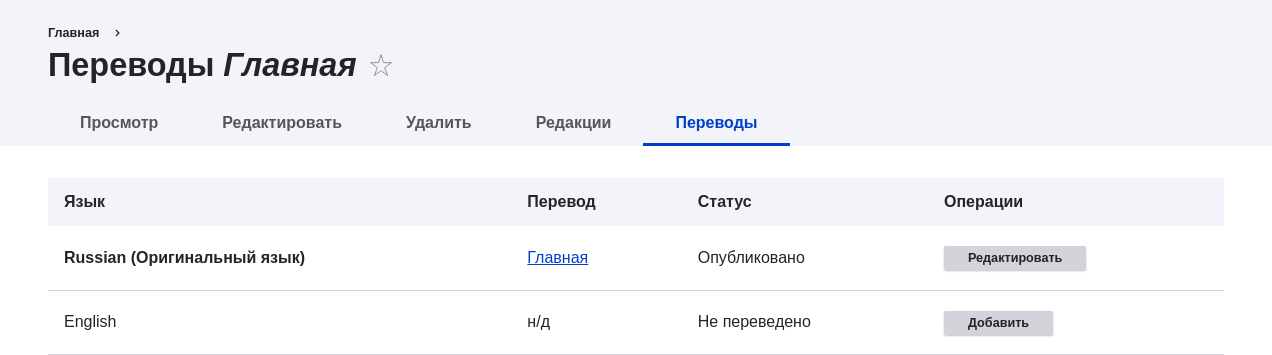 Главная
Переводы Главная
Просмотр Редактировать Удалить Редакции Переводы
Язык Перевод Статус Операции
Russian (Оригинальный язык) Главная Опубликовано Редактировать
English н/д Не переведено Добавить